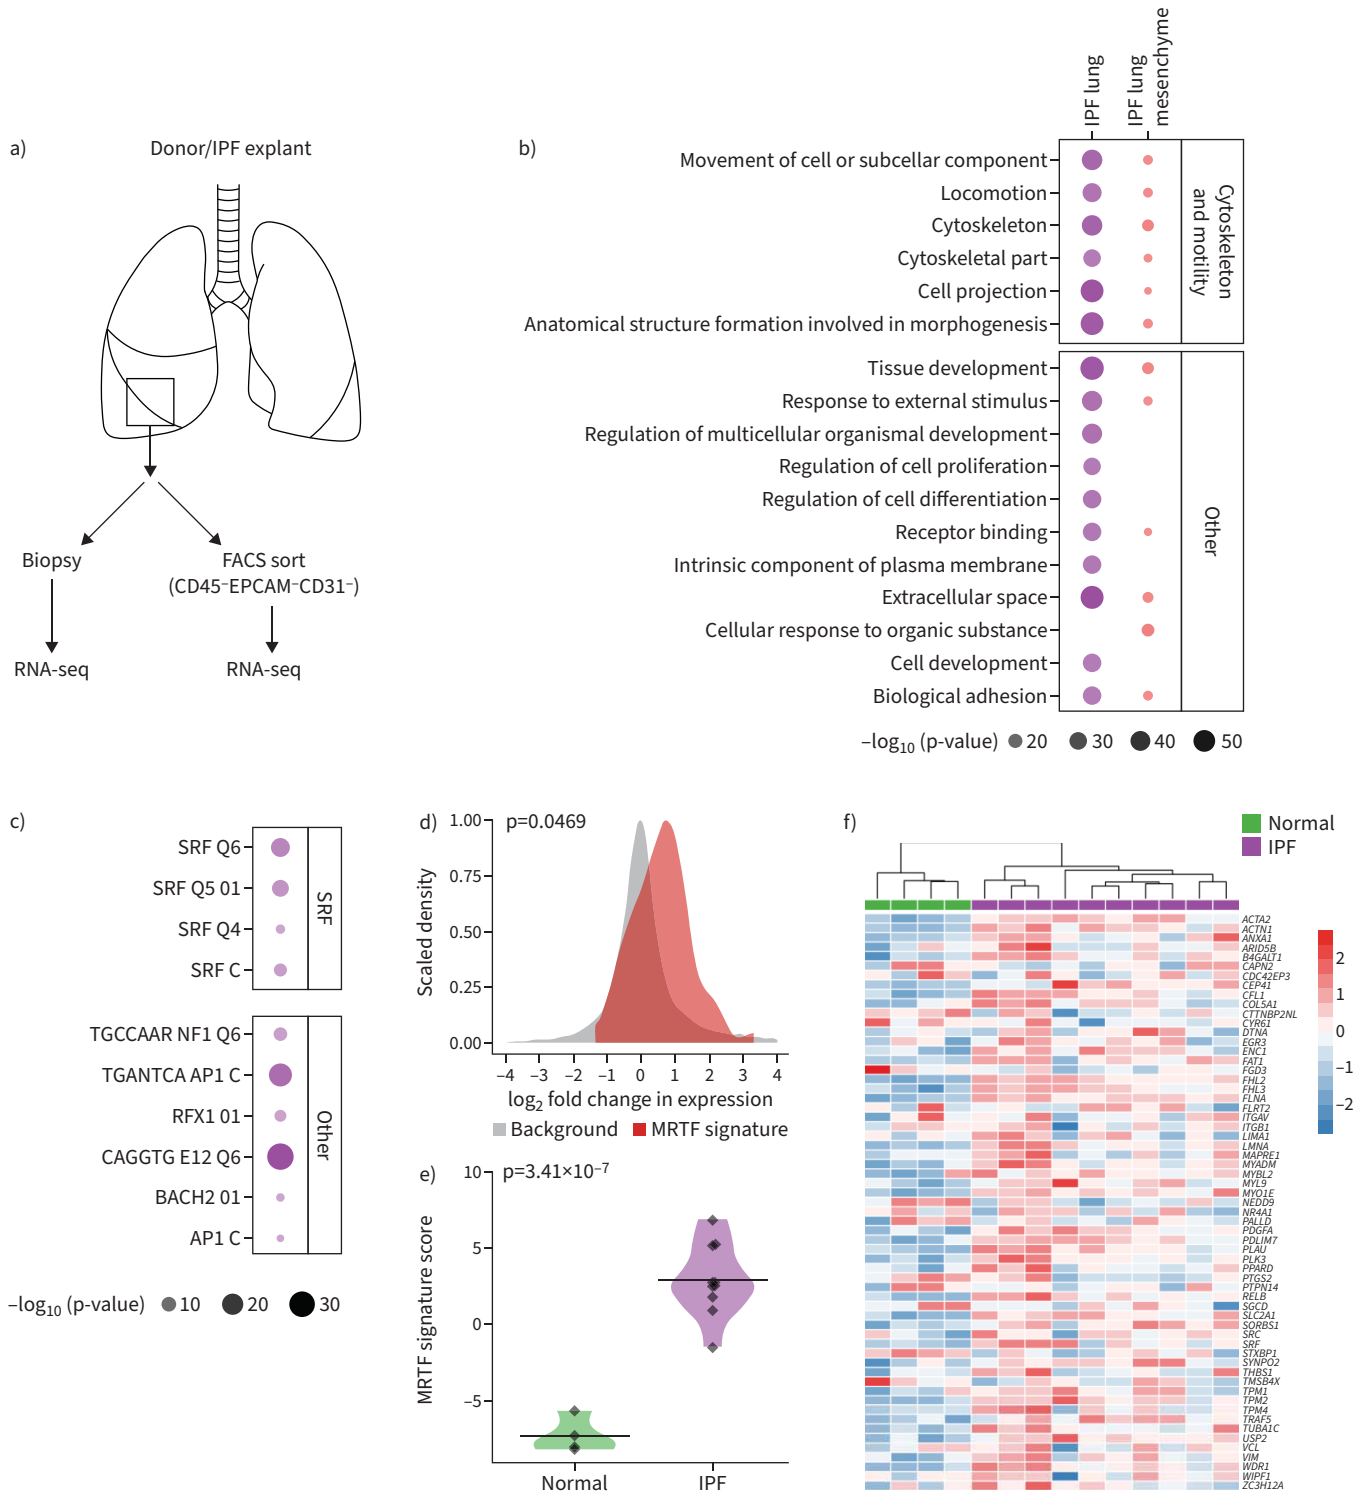 a)
Donor/IPF explant
Biopsy
FACS sort
(CD45⁻EPCAM⁻CD31⁻)
RNA-seq
RNA-seq
b)
IPF lung
IPF lung
mesenchyme
Movement of cell or subcellar component
Locomotion
Cytoskeleton
Cytoskeletal part
Cell projection
Anatomical structure formation involved in morphogenesis
Cytoskeleton
and motility
Tissue development
Response to external stimulus
Regulation of multicellular organismal development
Regulation of cell proliferation
Regulation of cell differentiation
Receptor binding
Intrinsic component of plasma membrane
Extracellular space
Cellular response to organic substance
Cell development
Biological adhesion
Other
–log₁₀ (p-value) 20 30 40 50
c)
SRF Q6
SRF Q5 01
SRF Q4
SRF C
SRF
TGCCAAR NF1 Q6
TGANTCA AP1 C
RFX1 01
CAGGTG E12 Q6
BACH2 01
AP1 C
Other
–log₁₀ (p-value) 10 20 30
d)
p=0.0469
Scaled density
1.00
0.75
0.50
0.25
0.00
–4 –3 –2 –1 0 1 2 3 4
log₂ fold change in expression
Background MRTF signature
e)
p=3.41×10⁻⁷
MRTF signature score
10
5
0
–5
Normal IPF
f)
Normal
IPF
ACTA2
ACTN1
ANXA1
ARID5B
B4GALT1
CAPN2
CDC42EP3
CEP41
CFL1
COL5A1
CTTNBP2NL
CYR61
DTNA
EGR3
ENC1
FAT1
FGD3
FHL2
FHL3
FLNA
FLRT2
ITGAV
ITGB1
LIMA1
LMNA
MAPRE1
MYADM
MYBL2
MYL9
MYO1E
NEDD9
NR4A1
PALLD
PDGFA
PDLIM7
PLAU
PLK3
PPARD
PTGS2
PTPN14
RELB
SGCD
SLC2A1
SORBS1
SRC
SRF
STXBP1
SYNPO2
THBS1
TMSB4X
TPM1
TPM2
TPM4
TRAF5
TUBA1C
USP2
VCL
VIM
WDR1
WIPF1
ZC3H12A
2
1
0
–1
–2